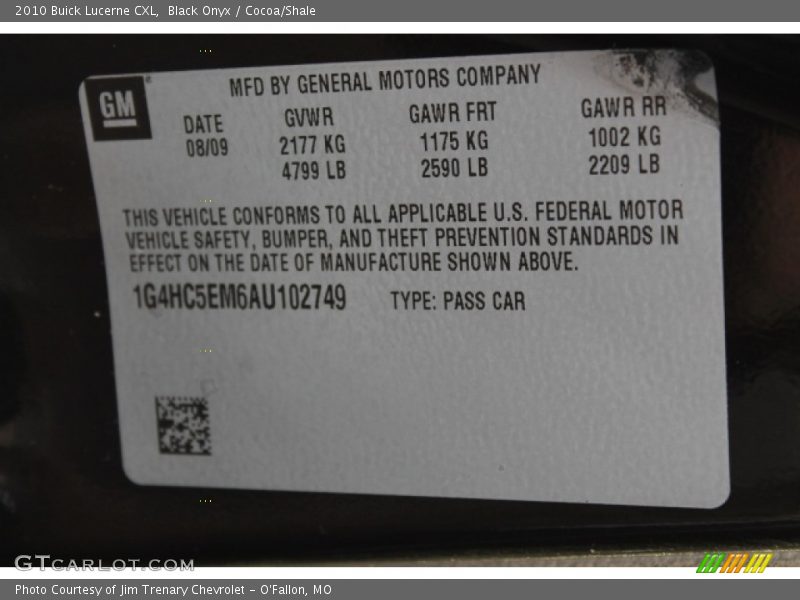 2010 Buick Lucerne CXL,  Black Onyx / Cocoa/Shale
GM
MFD BY GENERAL MOTORS COMPANY
DATE GVWR GAWR FRT GAWR RR
08/09 2177 KG 1175 KG 1002 KG
4799 LB 2590 LB 2209 LB
THIS VEHICLE CONFORMS TO ALL APPLICABLE U.S. FEDERAL MOTOR
VEHICLE SAFETY, BUMPER, AND THEFT PREVENTION STANDARDS IN
EFFECT ON THE DATE OF MANUFACTURE SHOWN ABOVE.
1G4HC5EM6AU102749 TYPE: PASS CAR
GTCARLOT.COM
Photo Courtesy of Jim Trenary Chevrolet - O'Fallon, MO